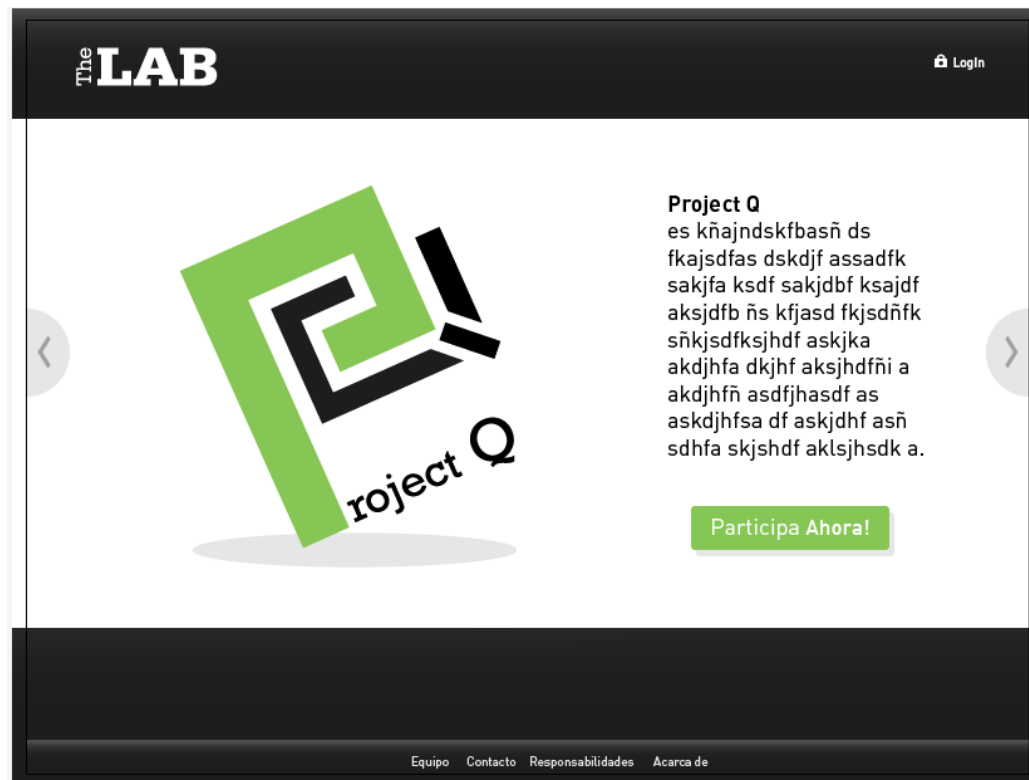 The LAB
LogIn
Project Q
es kñajndskfbasñ ds
fkajsdfas dskdjf assadfk
sakjfa ksdf sakjdbf ksajdf
aksjdfb ñs kfjasd fkjsdñfk
sñkjsdfksjhdf askjka
akdjhfa dkjhf aksjhdfñi a
akdjhfñ asdfjhasdf as
askdjhfsa df askjdhf asñ
sdhfa skjshdf aklsjhsdk a.
roject Q
Participa Ahora!
Equipo Contacto Responsabilidades Acarca de